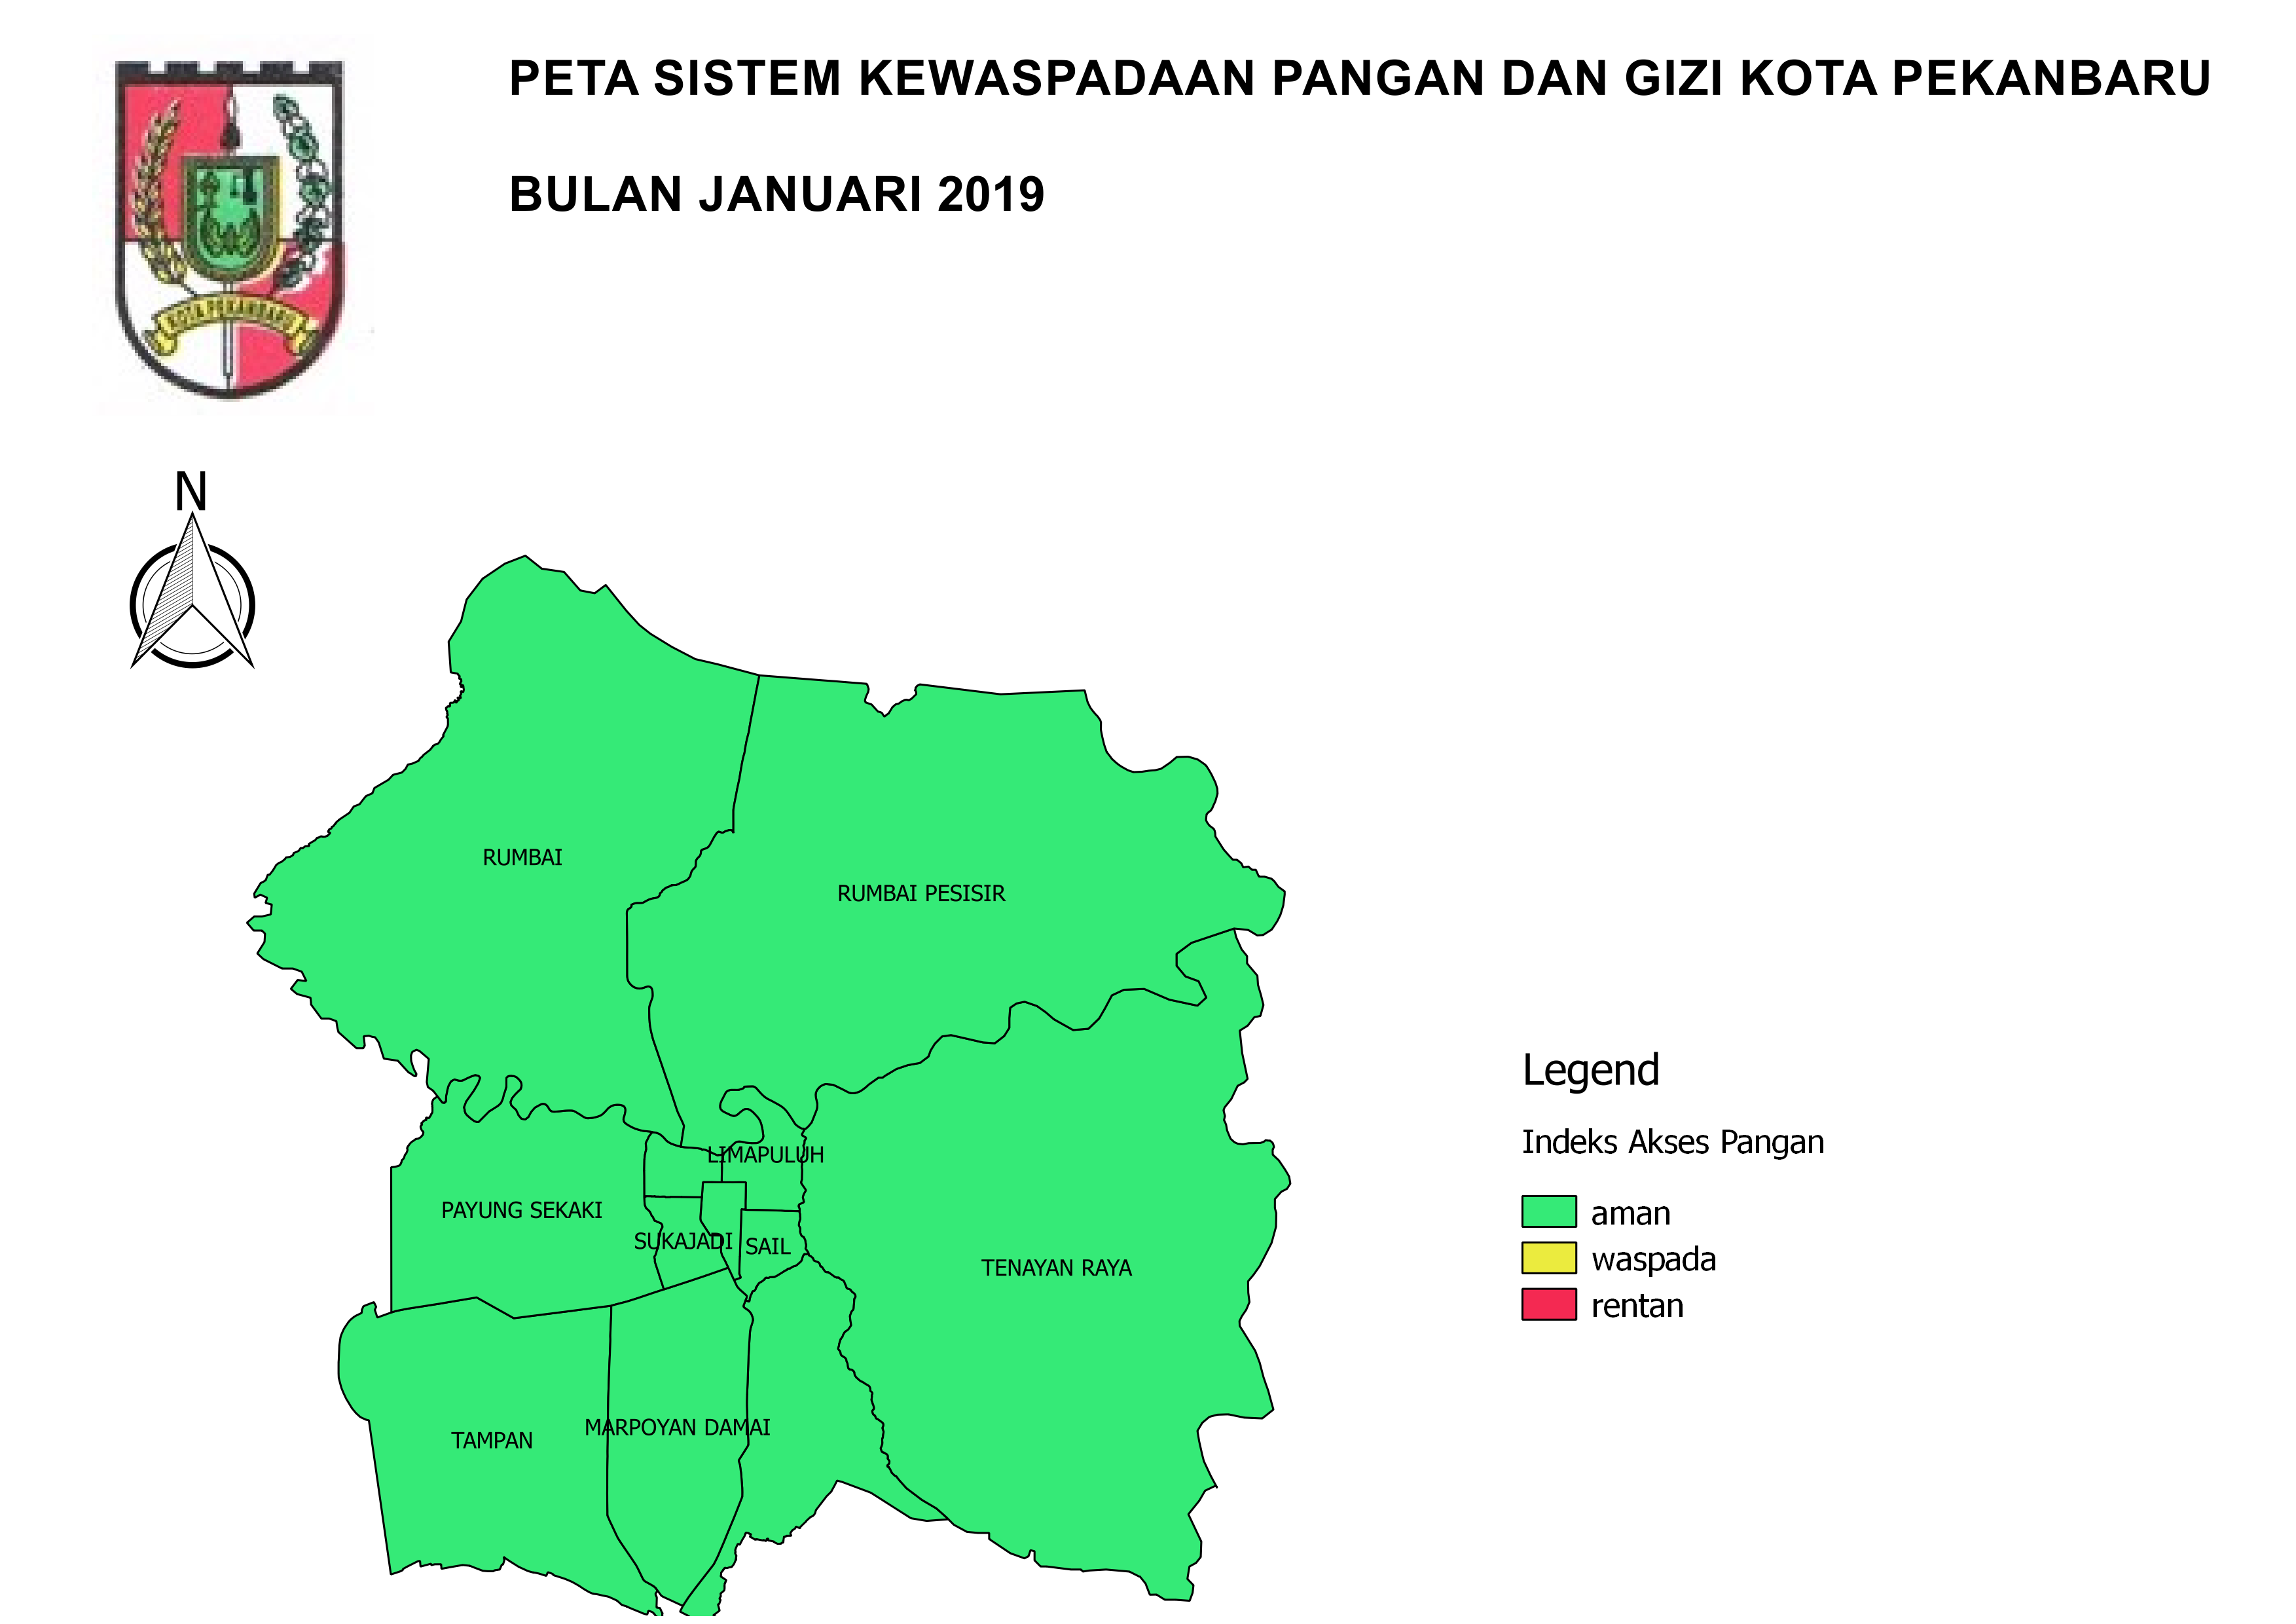 PETA SISTEM KEWASPADAAN PANGAN DAN GIZI KOTA PEKANBARU
BULAN JANUARI 2019
KOTA PEKANBARU
N
RUMBAI
RUMBAI PESISIR
LIMAPULUH
PAYUNG SEKAKI
SUKAJADI
SAIL
TENAYAN RAYA
MARPOYAN DAMAI
TAMPAN
Legend
Indeks Akses Pangan
aman
waspada
rentan